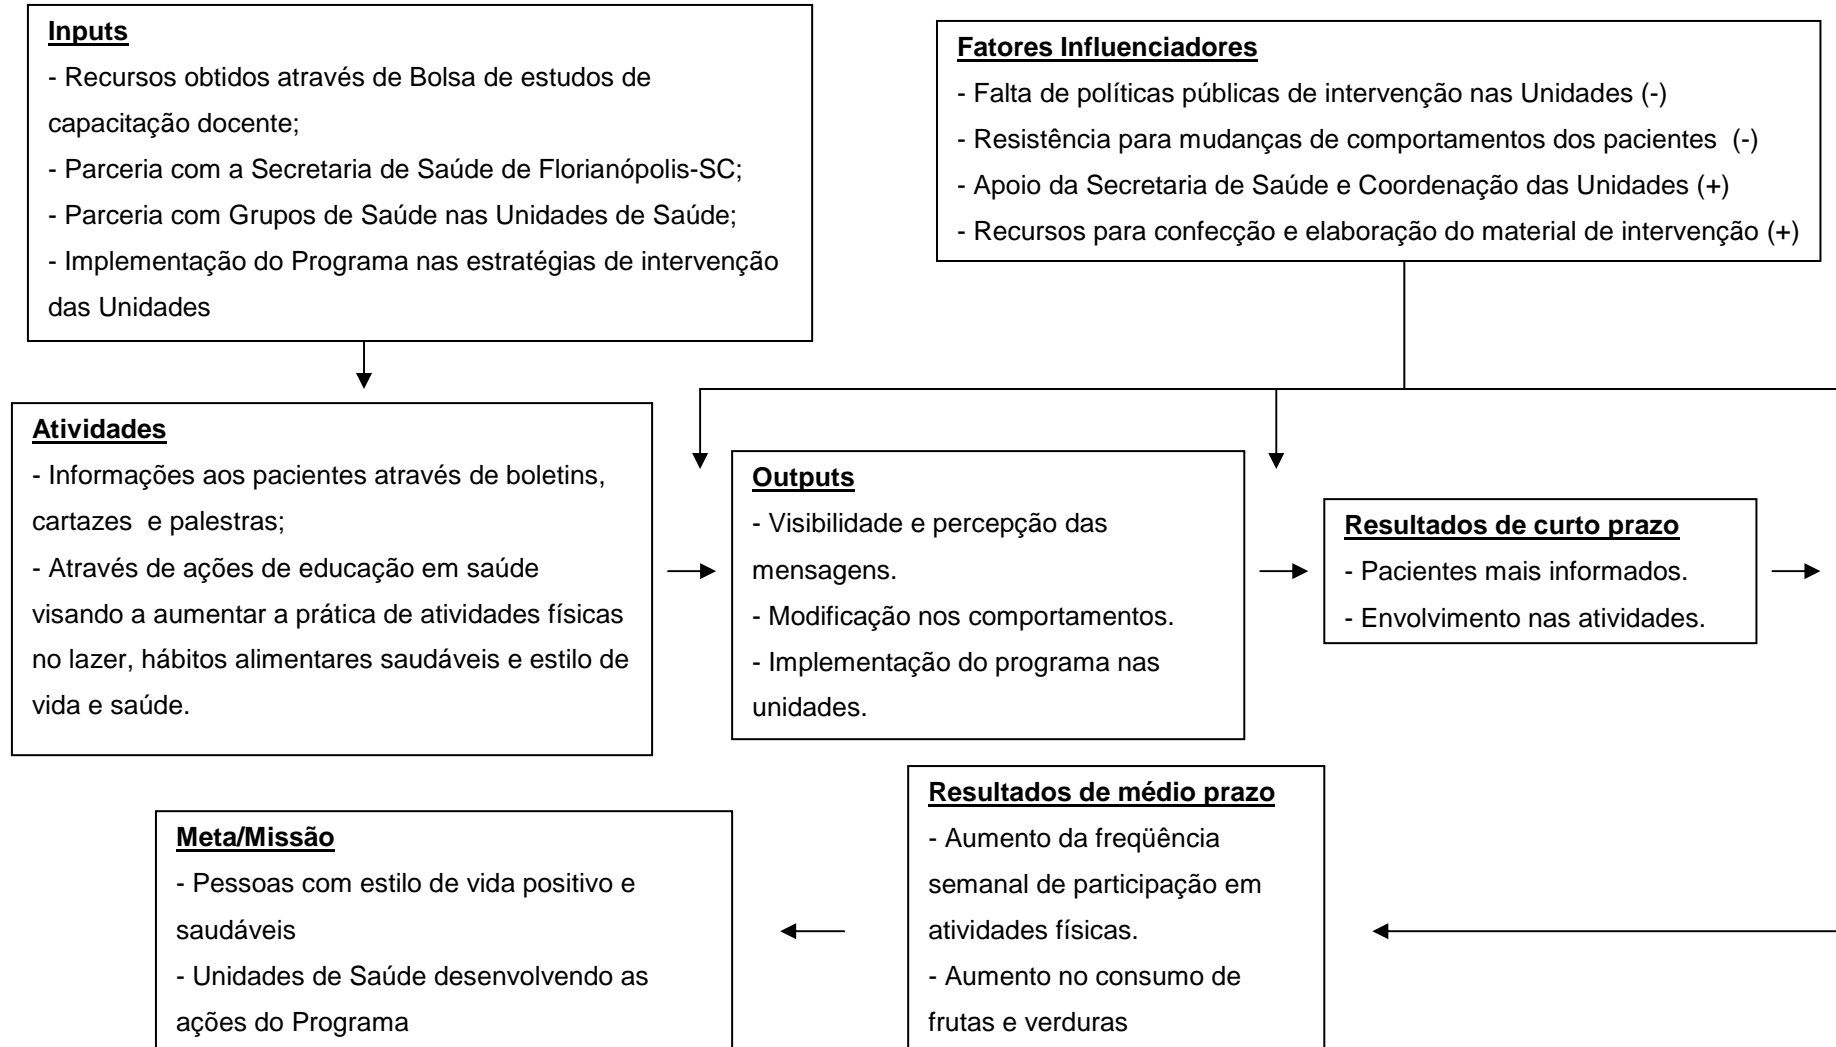 Inputs
- Recursos obtidos através de Bolsa de estudos de
capacitação docente;
- Parceria com a Secretaria de Saúde de Florianópolis-SC;
- Parceria com Grupos de Saúde nas Unidades de Saúde;
- Implementação do Programa nas estratégias de intervenção
das Unidades
Fatores Influenciadores
- Falta de políticas públicas de intervenção nas Unidades (-)
- Resistência para mudanças de comportamentos dos pacientes (-)
- Apoio da Secretaria de Saúde e Coordenação das Unidades (+)
- Recursos para confecção e elaboração do material de intervenção (+)
Atividades
- Informações aos pacientes através de boletins,
cartazes e palestras;
- Através de ações de educação em saúde
visando a aumentar a prática de atividades físicas
no lazer, hábitos alimentares saudáveis e estilo de
vida e saúde.
Outputs
- Visibilidade e percepção das
mensagens.
- Modificação nos comportamentos.
- Implementação do programa nas
unidades.
Resultados de curto prazo
- Pacientes mais informados.
- Envolvimento nas atividades.
Resultados de médio prazo
- Aumento da freqüência
semanal de participação em
atividades físicas.
- Aumento no consumo de
frutas e verduras
Meta/Missão
- Pessoas com estilo de vida positivo e
saudáveis
- Unidades de Saúde desenvolvendo as
ações do Programa